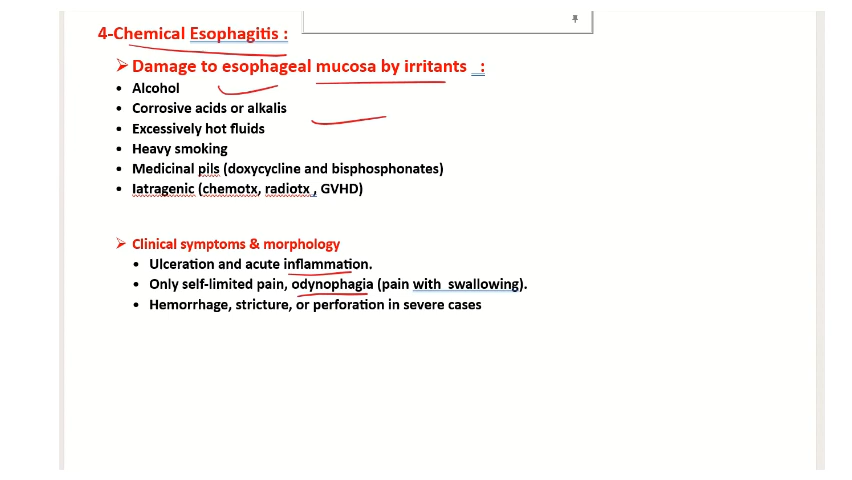 4-Chemical Esophagitis :
➢ Damage to esophageal mucosa by irritants :
• Alcohol
• Corrosive acids or alkalis
• Excessively hot fluids
• Heavy smoking
• Medicinal pils (doxycycline and bisphosphonates)
• Iatragenic (chemotx, radiotx , GVHD)
➢ Clinical symptoms & morphology
• Ulceration and acute inflammation.
• Only self-limited pain, odynophagia (pain with swallowing).
• Hemorrhage, stricture, or perforation in severe cases